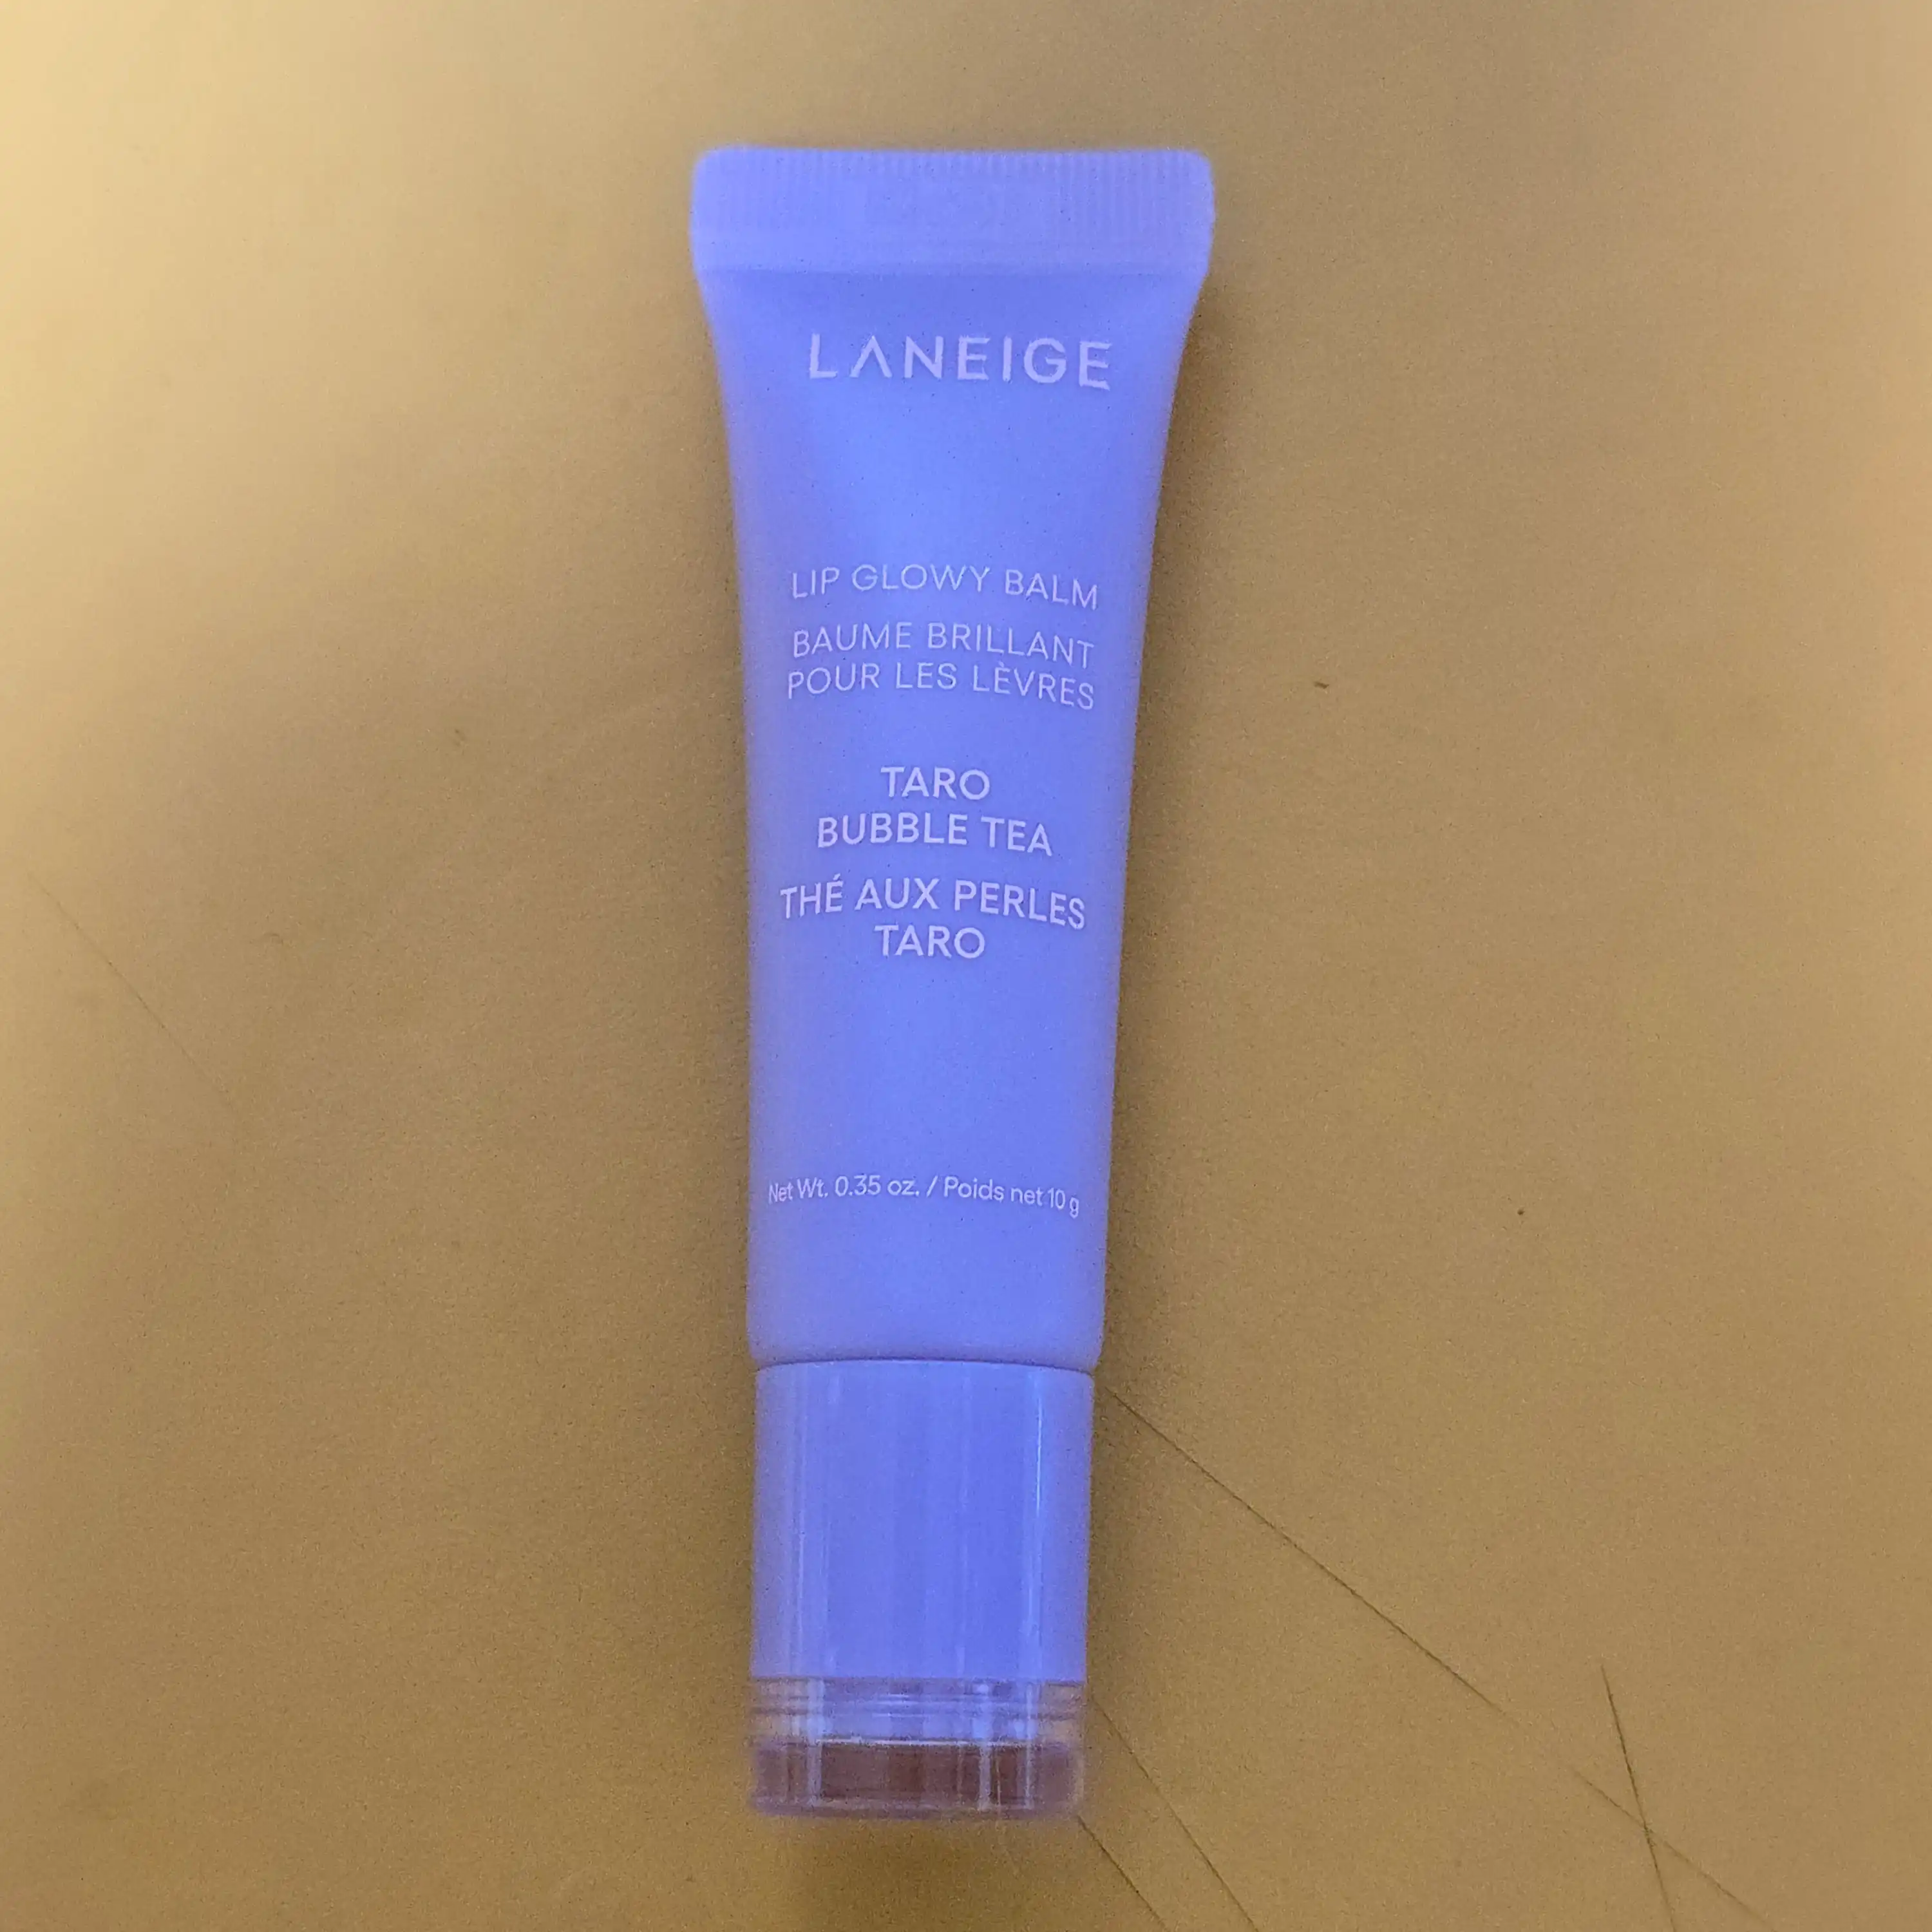 LANEIGE
LIP GLOWY BALM
BAUME BRILLANT
POUR LES LÈVRES
TARO
BUBBLE TEA
THÉ AUX PERLES
TARO
Net Wt. 0.35 oz. / Poids net 10 g